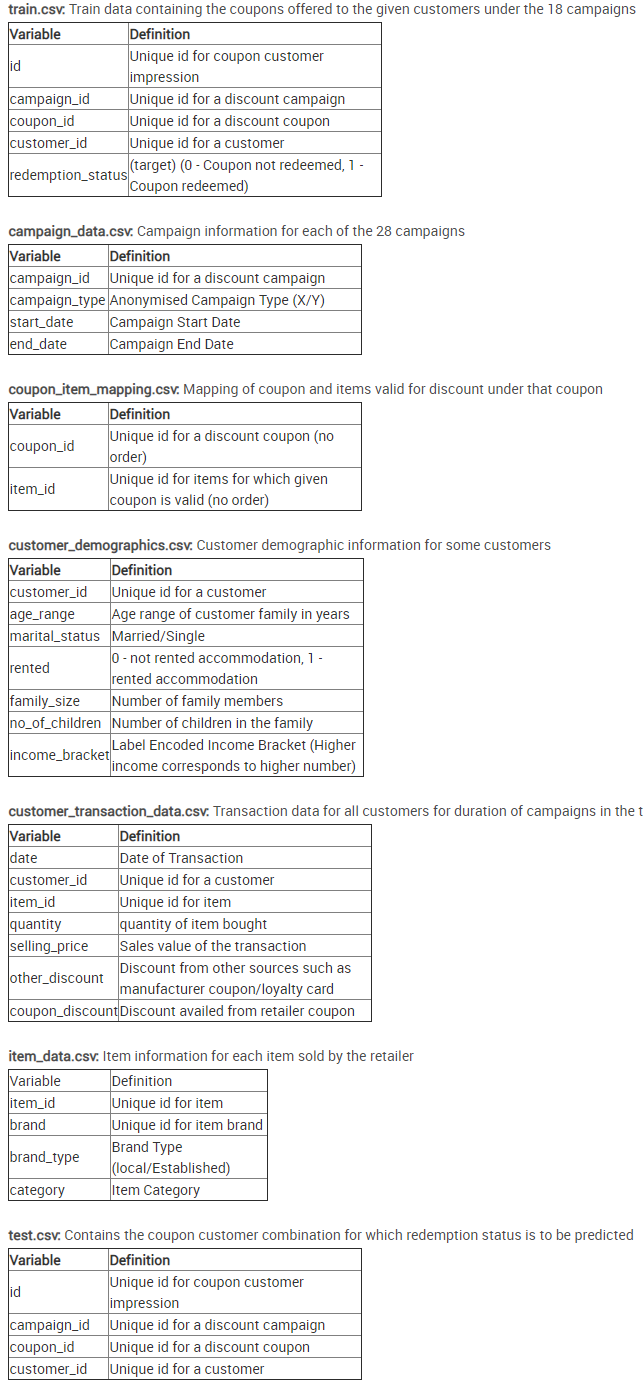 train.csv: Train data containing the coupons offered to the given customers under the 18 campaigns
Variable Definition
id Unique id for coupon customer
impression
campaign_id Unique id for a discount campaign
coupon_id Unique id for a discount coupon
customer_id Unique id for a customer
redemption_status (target) (0 - Coupon not redeemed, 1 -
Coupon redeemed)
campaign_data.csv: Campaign information for each of the 28 campaigns
Variable Definition
campaign_id Unique id for a discount campaign
campaign_type Anonymised Campaign Type (X/Y)
start_date Campaign Start Date
end_date Campaign End Date
coupon_item_mapping.csv: Mapping of coupon and items valid for discount under that coupon
Variable Definition
coupon_id Unique id for a discount coupon (no
order)
item_id Unique id for items for which given
coupon is valid (no order)
customer_demographics.csv: Customer demographic information for some customers
Variable Definition
customer_id Unique id for a customer
age_range Age range of customer family in years
marital_status Married/Single
rented 0 - not rented accommodation, 1 -
rented accommodation
family_size Number of family members
no_of_children Number of children in the family
income_bracket Label Encoded Income Bracket (Higher
income corresponds to higher number)
customer_transaction_data.csv: Transaction data for all customers for duration of campaigns in the t
Variable Definition
date Date of Transaction
customer_id Unique id for a customer
item_id Unique id for item
quantity quantity of item bought
selling_price Sales value of the transaction
other_discount Discount from other sources such as
manufacturer coupon/loyalty card
coupon_discount Discount availed from retailer coupon
item_data.csv: Item information for each item sold by the retailer
Variable Definition
item_id Unique id for item
brand Unique id for item brand
brand_type Brand Type
(local/Established)
category Item Category
test.csv: Contains the coupon customer combination for which redemption status is to be predicted
Variable Definition
id Unique id for coupon customer
impression
campaign_id Unique id for a discount campaign
coupon_id Unique id for a discount coupon
customer_id Unique id for a customer